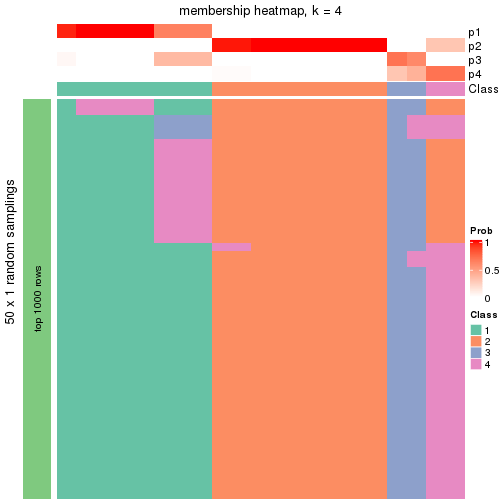 membership heatmap, k = 4
p1
p2
p3
p4
Class
50 x 1 random samplings
top 1000 rows
Prob
1
0.5
0
Class
1
2
3
4